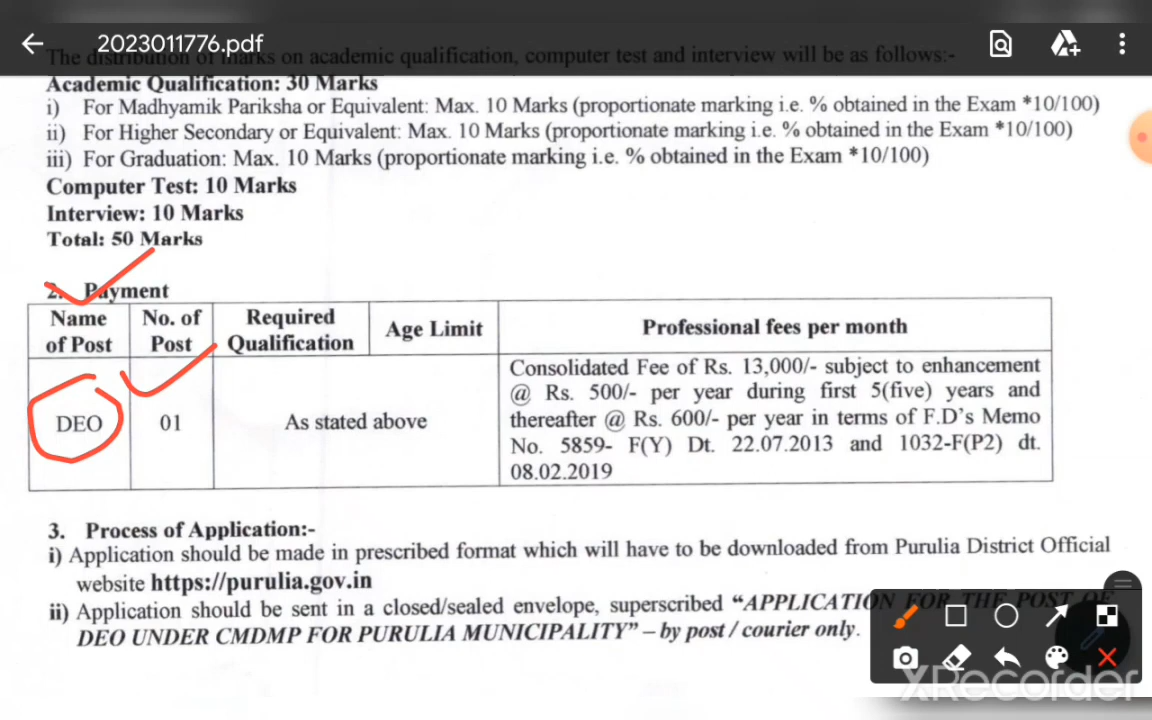 2023011776.pdf
The distribution of marks on academic qualification, computer test and interview will be as follows:-
Academic Qualification: 30 Marks
i) For Madhyamik Pariksha or Equivalent: Max. 10 Marks (proportionate marking i.e. % obtained in the Exam *10/100)
ii) For Higher Secondary or Equivalent: Max. 10 Marks (proportionate marking i.e. % obtained in the Exam *10/100)
iii) For Graduation: Max. 10 Marks (proportionate marking i.e. % obtained in the Exam *10/100)
Computer Test: 10 Marks
Interview: 10 Marks
Total: 50 Marks
2. Payment
Name of Post
No. of Post
Required Qualification
Age Limit
Professional fees per month
DEO
01
As stated above
Consolidated Fee of Rs. 13,000/- subject to enhancement
@ Rs. 500/- per year during first 5(five) years and
thereafter @ Rs. 600/- per year in terms of F.D's Memo
No. 5859- F(Y) Dt. 22.07.2013 and 1032-F(P2) dt.
08.02.2019
3. Process of Application:-
i) Application should be made in prescribed format which will have to be downloaded from Purulia District Official
website https://purulia.gov.in
ii) Application should be sent in a closed/sealed envelope, superscribed “APPLICATION FOR THE POST OF
DEO UNDER CMDMP FOR PURULIA MUNICIPALITY” – by post / courier only.
XRecorder